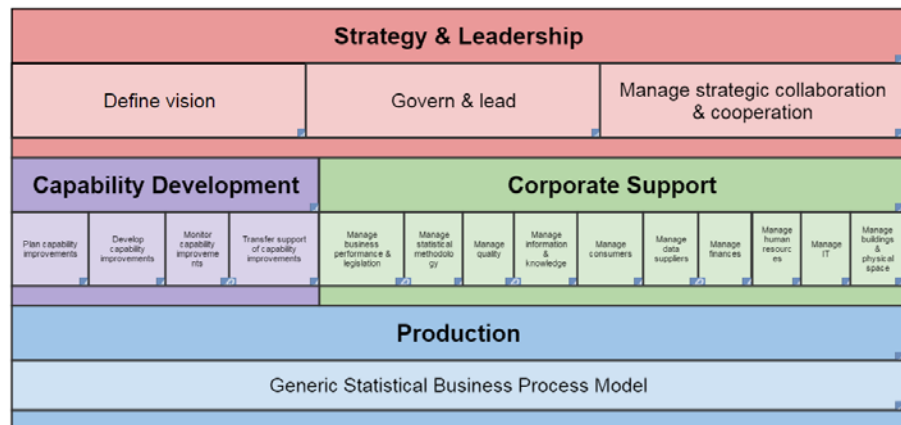 Strategy & Leadership
Define vision
Govern & lead
Manage strategic collaboration
& cooperation
Capability Development
Corporate Support
Plan capability
improvements
Develop
capability
improvements
Monitor
capability
improveme
nts
Transfer support
of capability
improvements
Manage
business
performance &
legislation
Manage
statistical
methodolo
gy
Manage
quality
Manage
information
&
knowledge
Manage
consumers
Manage
data
suppliers
Manage
finances
Manage
human
resourc
es
Manage
IT
Manage
buildings
&
physical
space
Production
Generic Statistical Business Process Model